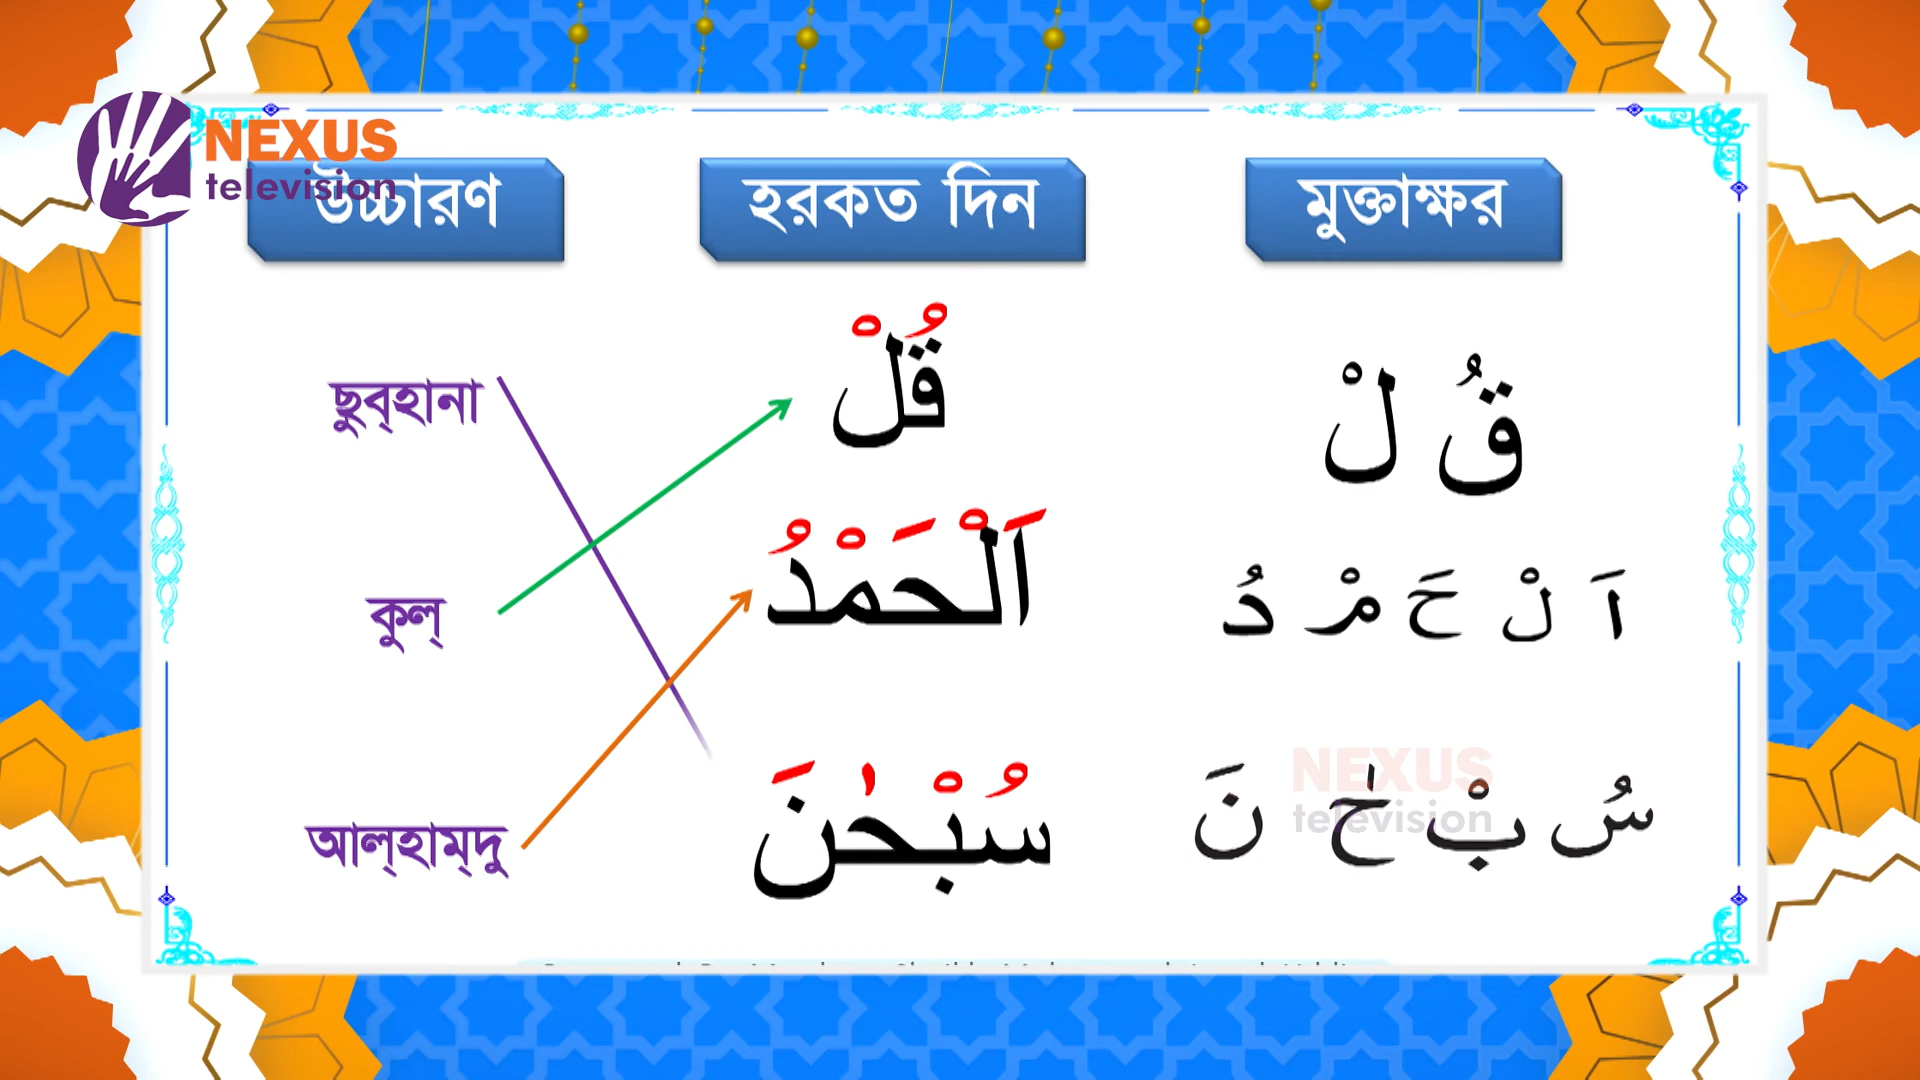 NEXUS
television
উচ্চারণ হরকত দিন মুক্তাক্ষর
ছুব্হানা قُلْ قُ لْ
কুল্ اَلْحَمْدُ اَ لْ حَ مْ دُ
আল্হাম্দু سُبْحٰنَ سُ بْ حٰ نَ
NEXUS
television